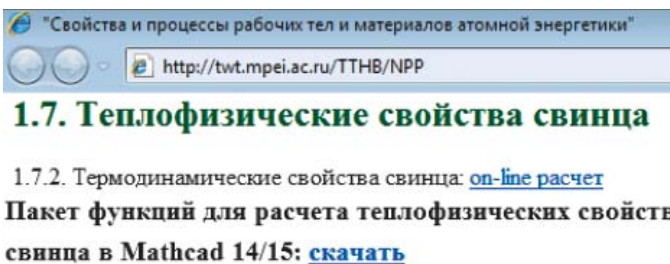 "Свойства и процессы рабочих тел и материалов атомной энергетики"
http://twt.mpei.ac.ru/TTHB/NPP
1.7. Теплофизические свойства свинца
1.7.2. Термодинамические свойства свинца: on-line расчет
Пакет функций для расчета теплофизических свойств
свинца в Mathcad 14/15: скачать